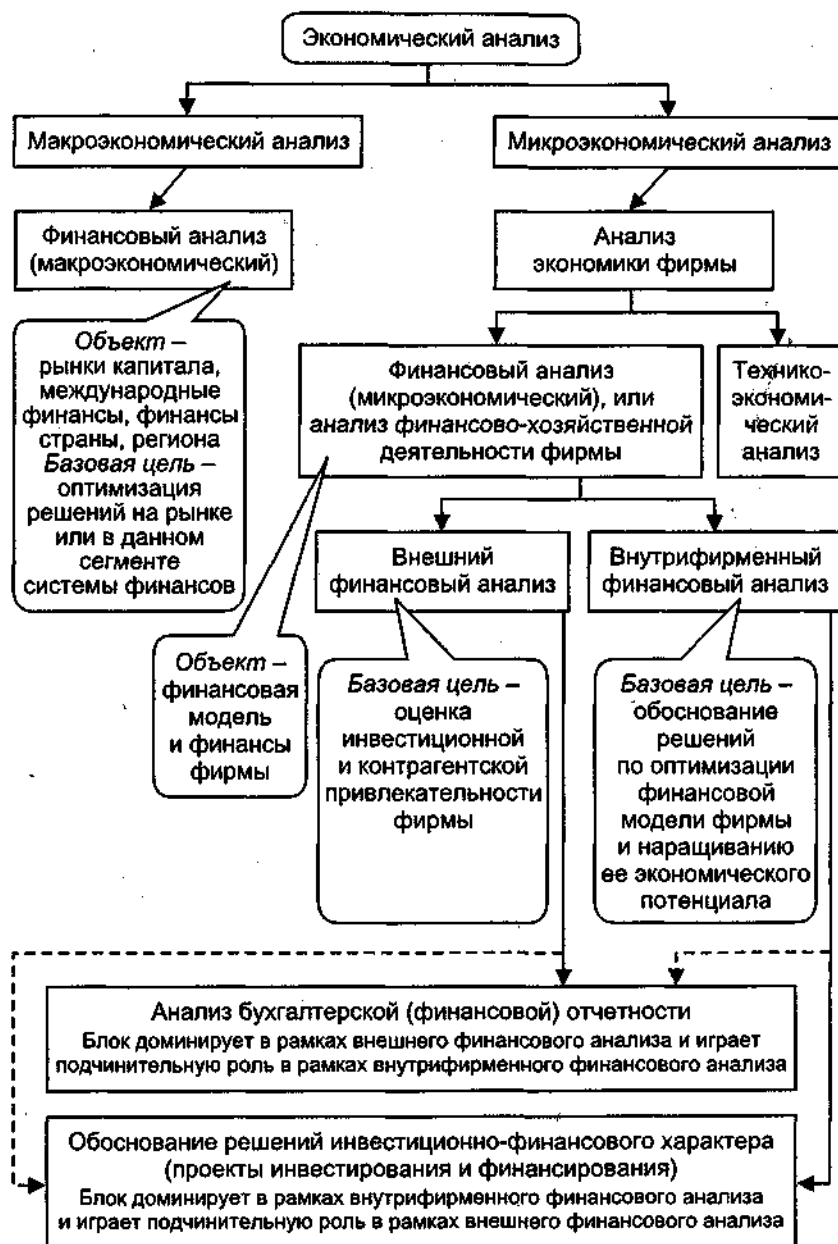 Экономический анализ
Макроэкономический анализ
Микроэкономический анализ
Финансовый анализ
(макроэкономический)
Анализ
экономики фирмы
Объект –
рынки капитала,
международные
финансы, финансы
страны, региона
Базовая цель –
оптимизация
решений на рынке
или в данном
сегменте
системы финансов
Финансовый анализ
(микроэкономический), или
анализ финансово-хозяйственной
деятельности фирмы
Технико-
экономи-
ческий
анализ
Внешний
финансовый анализ
Внутрифирменный
финансовый анализ
Объект –
финансовая
модель
и финансы
фирмы
Базовая цель –
оценка
инвестиционной
и контрагентской
привлекательности
фирмы
Базовая цель –
обоснование
решений
по оптимизации
финансовой
модели фирмы
и наращиванию
ее экономического
потенциала
Анализ бухгалтерской (финансовой) отчетности
Блок доминирует в рамках внешнего финансового анализа и играет
подчинительную роль в рамках внутрифирменного финансового анализа
Обоснование решений инвестиционно-финансового характера
(проекты инвестирования и финансирования)
Блок доминирует в рамках внутрифирменного финансового анализа
и играет подчинительную роль в рамках внешнего финансового анализа